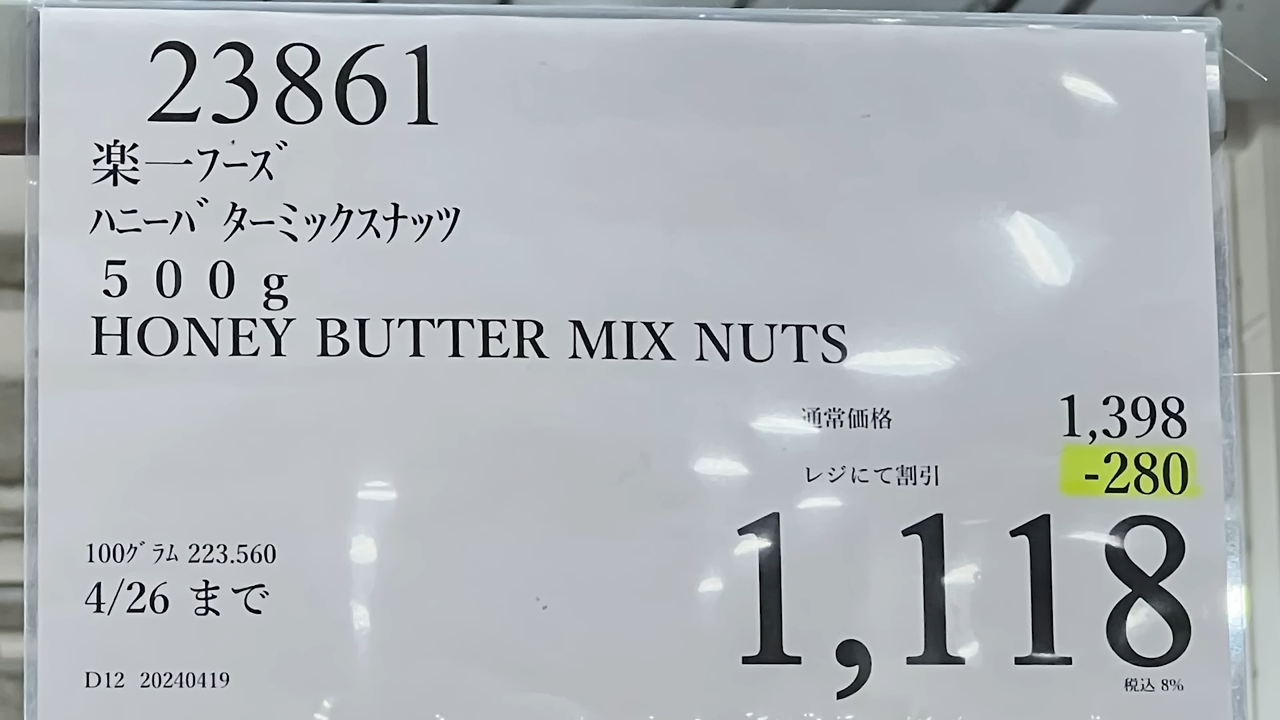 23861
楽一フーズ
ハニーバターミックスナッツ
５００ｇ
HONEY BUTTER MIX NUTS
通常価格 1,398
レジにて割引 -280
1,118
100グラム 223.560
4/26 まで
D12 20240419
税込 8%